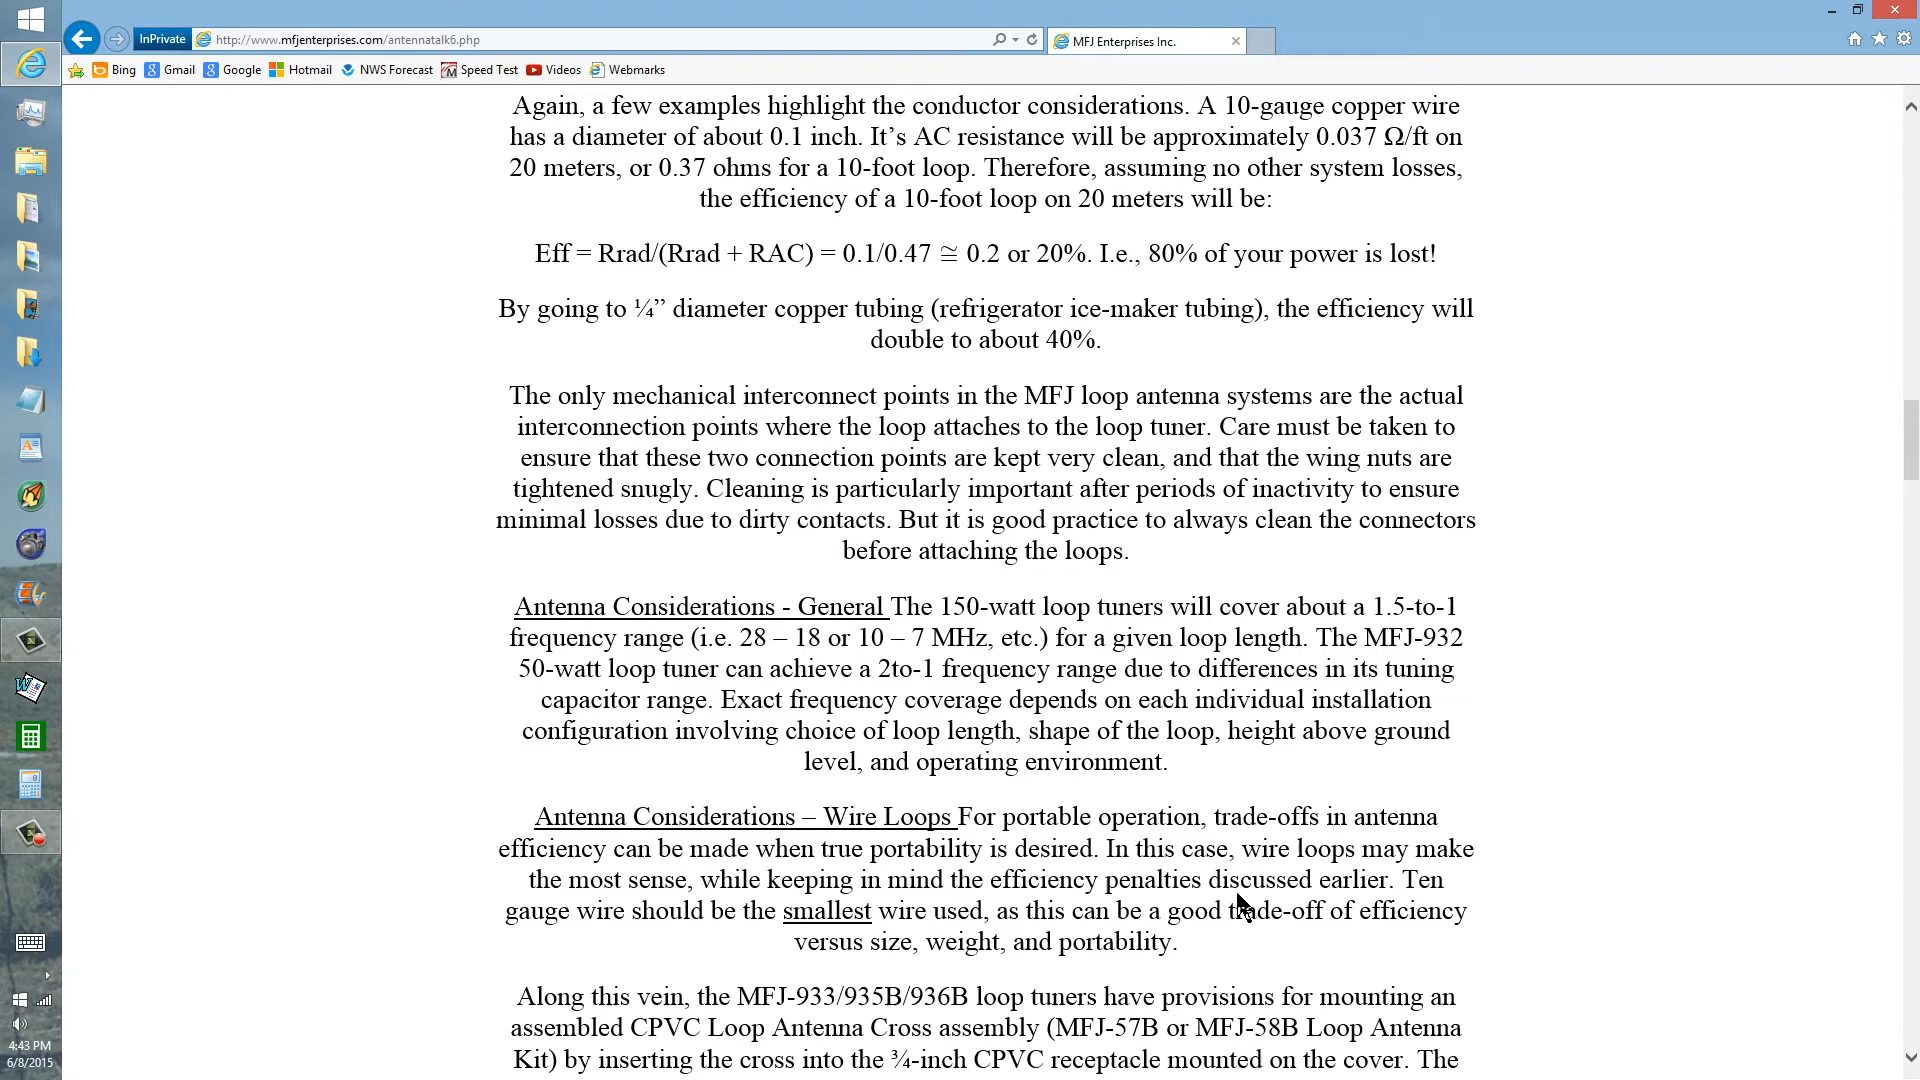 InPrivate
http://www.mfjenterprises.com/antennatalk6.php
MFJ Enterprises Inc.
Bing
Gmail
Google
Hotmail
NWS Forecast
Speed Test
Videos
Webmarks
Again, a few examples highlight the conductor considerations. A 10-gauge copper wire
has a diameter of about 0.1 inch. It’s AC resistance will be approximately 0.037 Ω/ft on
20 meters, or 0.37 ohms for a 10-foot loop. Therefore, assuming no other system losses,
the efficiency of a 10-foot loop on 20 meters will be:
Eff = Rrad/(Rrad + RAC) = 0.1/0.47 ≅ 0.2 or 20%. I.e., 80% of your power is lost!
By going to ¼” diameter copper tubing (refrigerator ice-maker tubing), the efficiency will
double to about 40%.
The only mechanical interconnect points in the MFJ loop antenna systems are the actual
interconnection points where the loop attaches to the loop tuner. Care must be taken to
ensure that these two connection points are kept very clean, and that the wing nuts are
tightened snugly. Cleaning is particularly important after periods of inactivity to ensure
minimal losses due to dirty contacts. But it is good practice to always clean the connectors
before attaching the loops.
Antenna Considerations - General The 150-watt loop tuners will cover about a 1.5-to-1
frequency range (i.e. 28 – 18 or 10 – 7 MHz, etc.) for a given loop length. The MFJ-932
50-watt loop tuner can achieve a 2to-1 frequency range due to differences in its tuning
capacitor range. Exact frequency coverage depends on each individual installation
configuration involving choice of loop length, shape of the loop, height above ground
level, and operating environment.
Antenna Considerations – Wire Loops For portable operation, trade-offs in antenna
efficiency can be made when true portability is desired. In this case, wire loops may make
the most sense, while keeping in mind the efficiency penalties discussed earlier. Ten
gauge wire should be the smallest wire used, as this can be a good trade-off of efficiency
versus size, weight, and portability.
Along this vein, the MFJ-933/935B/936B loop tuners have provisions for mounting an
assembled CPVC Loop Antenna Cross assembly (MFJ-57B or MFJ-58B Loop Antenna
Kit) by inserting the cross into the ¾-inch CPVC receptacle mounted on the cover. The
4:43 PM
6/8/2015